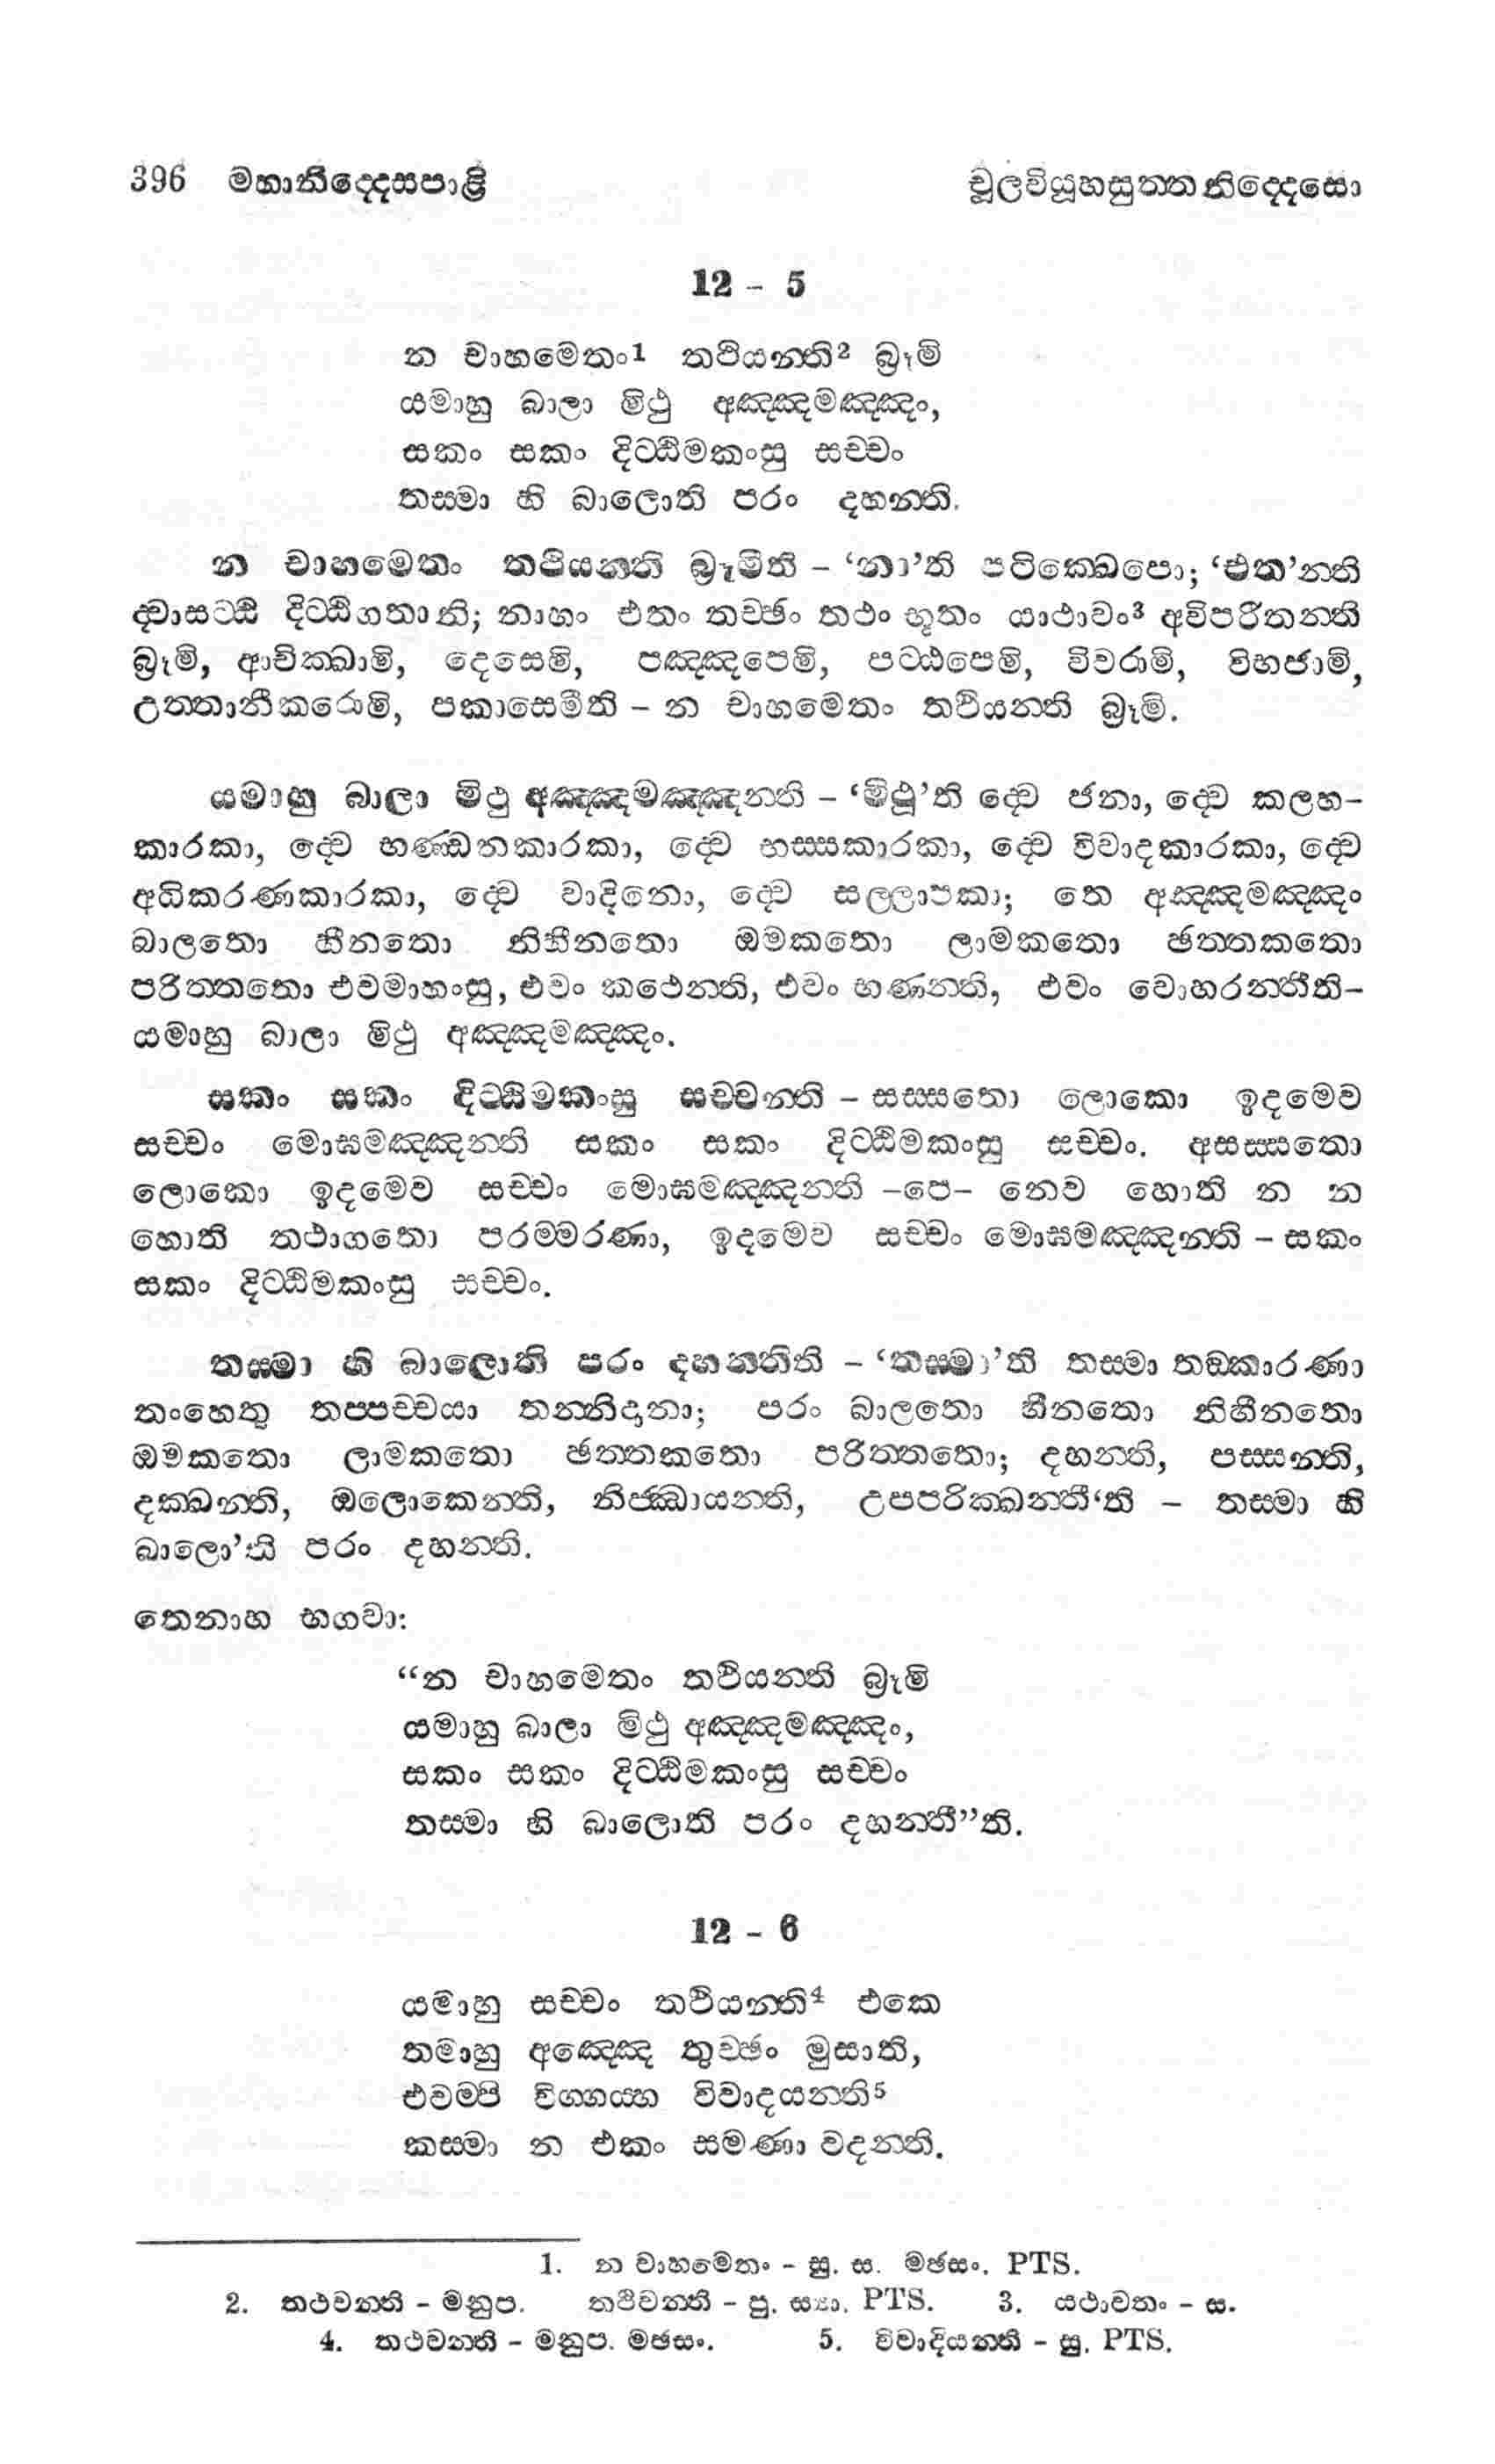 396 මහානිද්දෙසපාළි චූලවියූහසුත්තනිද්දෙසො
12 - 5
න චාහමෙතං1 තථියන්ති2 බ්‍රෑමි
යමාහු බාලා මිථු අඤ්ඤමඤ්ඤං,
සකං සකං දිට්ඨිමකංසු සච්චං
තස්මා හි බාලොති පරං දහන්ති.
න චාහමෙතං තථියන්ති බ්‍රෑමීති – ‘නා’ති පටික්ඛෙපො; ‘එත’න්ති
ද්වාසට්ඨි දිට්ඨිගතානි; නාහං එතං තච්ඡං තථං භූතං යාථාවං3 අවිපරීතන්ති
බ්‍රෑමි, ආචික්ඛාමි, දෙසෙමි, පඤ්ඤපෙමි, පට්ඨපෙමි, විවරාමි, විභජාමි,
උත්තානීකරොමි, පකාසෙමීති – න චාහමෙතං තථියන්ති බ්‍රෑමි.
යමාහු බාලා මිථු අඤ්ඤමඤ්ඤන්ති – ‘මිථූ’ති ද්වෙ ජනා, ද්වෙ කලහ-
කාරකා, ද්වෙ භණ්ඩනකාරකා, ද්වෙ භස්සකාරකා, ද්වෙ විවාදකාරකා, ද්වෙ
අධිකරණකාරකා, ද්වෙ වාදිනො, ද්වෙ සල්ලාපකා; තෙ අඤ්ඤමඤ්ඤං
බාලතො හීනතො නිහීනතො ඔමකතො ලාමකතො ඡත්තකතො
පරිත්තතො එවමාහංසු, එවං කථෙන්ති, එවං භණන්ති, එවං වොහරන්තීති–
යමාහු බාලා මිථු අඤ්ඤමඤ්ඤං.
සකං සකං දිට්ඨිමකංසු සච්චන්ති – සස්සතො ලොකො ඉදමෙව
සච්චං මොඝමඤ්ඤන්ති සකං සකං දිට්ඨිමකංසු සච්චං. අසස්සතො
ලොකො ඉදමෙව සච්චං මොඝමඤ්ඤන්ති –පෙ– නෙව හොති න න
හොති තථාගතො පරම්මරණා, ඉදමෙව සච්චං මොඝමඤ්ඤන්ති – සකං
සකං දිට්ඨිමකංසු සච්චං.
තස්මා හි බාලොති පරං දහන්තිති – ‘තස්මා’ති තස්මා තඞ්කාරණා
තංහෙතු තප්පච්චයා තන්නිදානා; පරං බාලතො හීනතො නිහීනතො
ඔමකතො ලාමකතො ඡත්තකතො පරිත්තතො; දහන්ති, පස්සන්ති,
දක්ඛන්ති, ඔලොකෙන්ති, නිජ්ඣායන්ති, උපපරික්ඛන්තී‘ති – තස්මා හි
බාලො’ති පරං දහන්ති.
තෙනාහ භගවා:
“න චාහමෙතං තථියන්ති බ්‍රෑමි
යමාහු බාලා මිථු අඤ්ඤමඤ්ඤං,
සකං සකං දිට්ඨිමකංසු සච්චං
තස්මා හි බාලොති පරං දහන්තී”ති.
12 - 6
යමාහු සච්චං තථියන්ති4 එකෙ
තමාහු අඤ්ඤෙ තුච්ඡං මුසාති,
එවම්පි විග්ගය්හ විවාදයන්ති5
කස්මා න එකං සමණා වදන්ති.
1. න වාහමෙතං – සු. ස. මඡසං. PTS.
2. තථවන්ති – මනුප. තථිවන්ති – පු. ස්‍යා. PTS. 3. යථාවතං – ස.
4. තථවන්ති – මනුප. මඡසං. 5. විවාදියන්ති – සු. PTS.